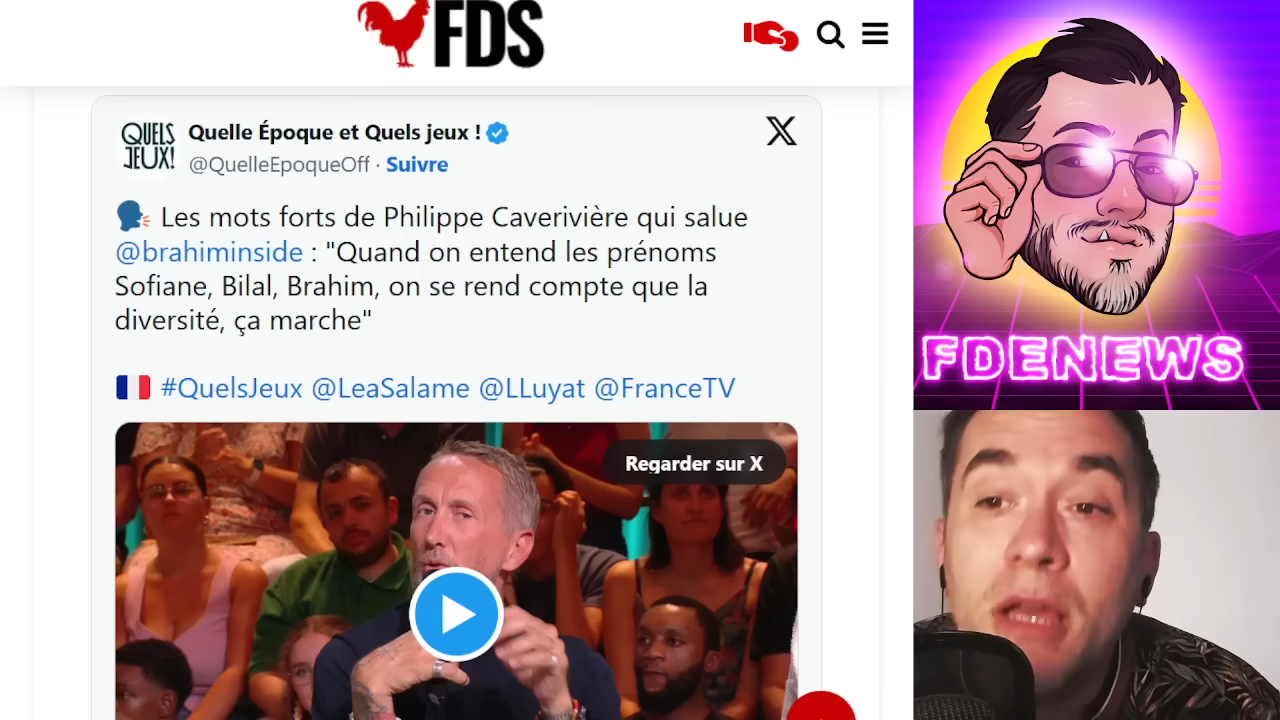 FDS
QUELS
JEUX!
Quelle Époque et Quels jeux !
@QuelleEpoqueOff · Suivre
🗣️ Les mots forts de Philippe Caverivière qui salue
@brahiminside : "Quand on entend les prénoms
Sofiane, Bilal, Brahim, on se rend compte que la
diversité, ça marche"
🇫🇷 #QuelsJeux @LeaSalame @LLuyat @FranceTV
Regarder sur X
FDENEWS